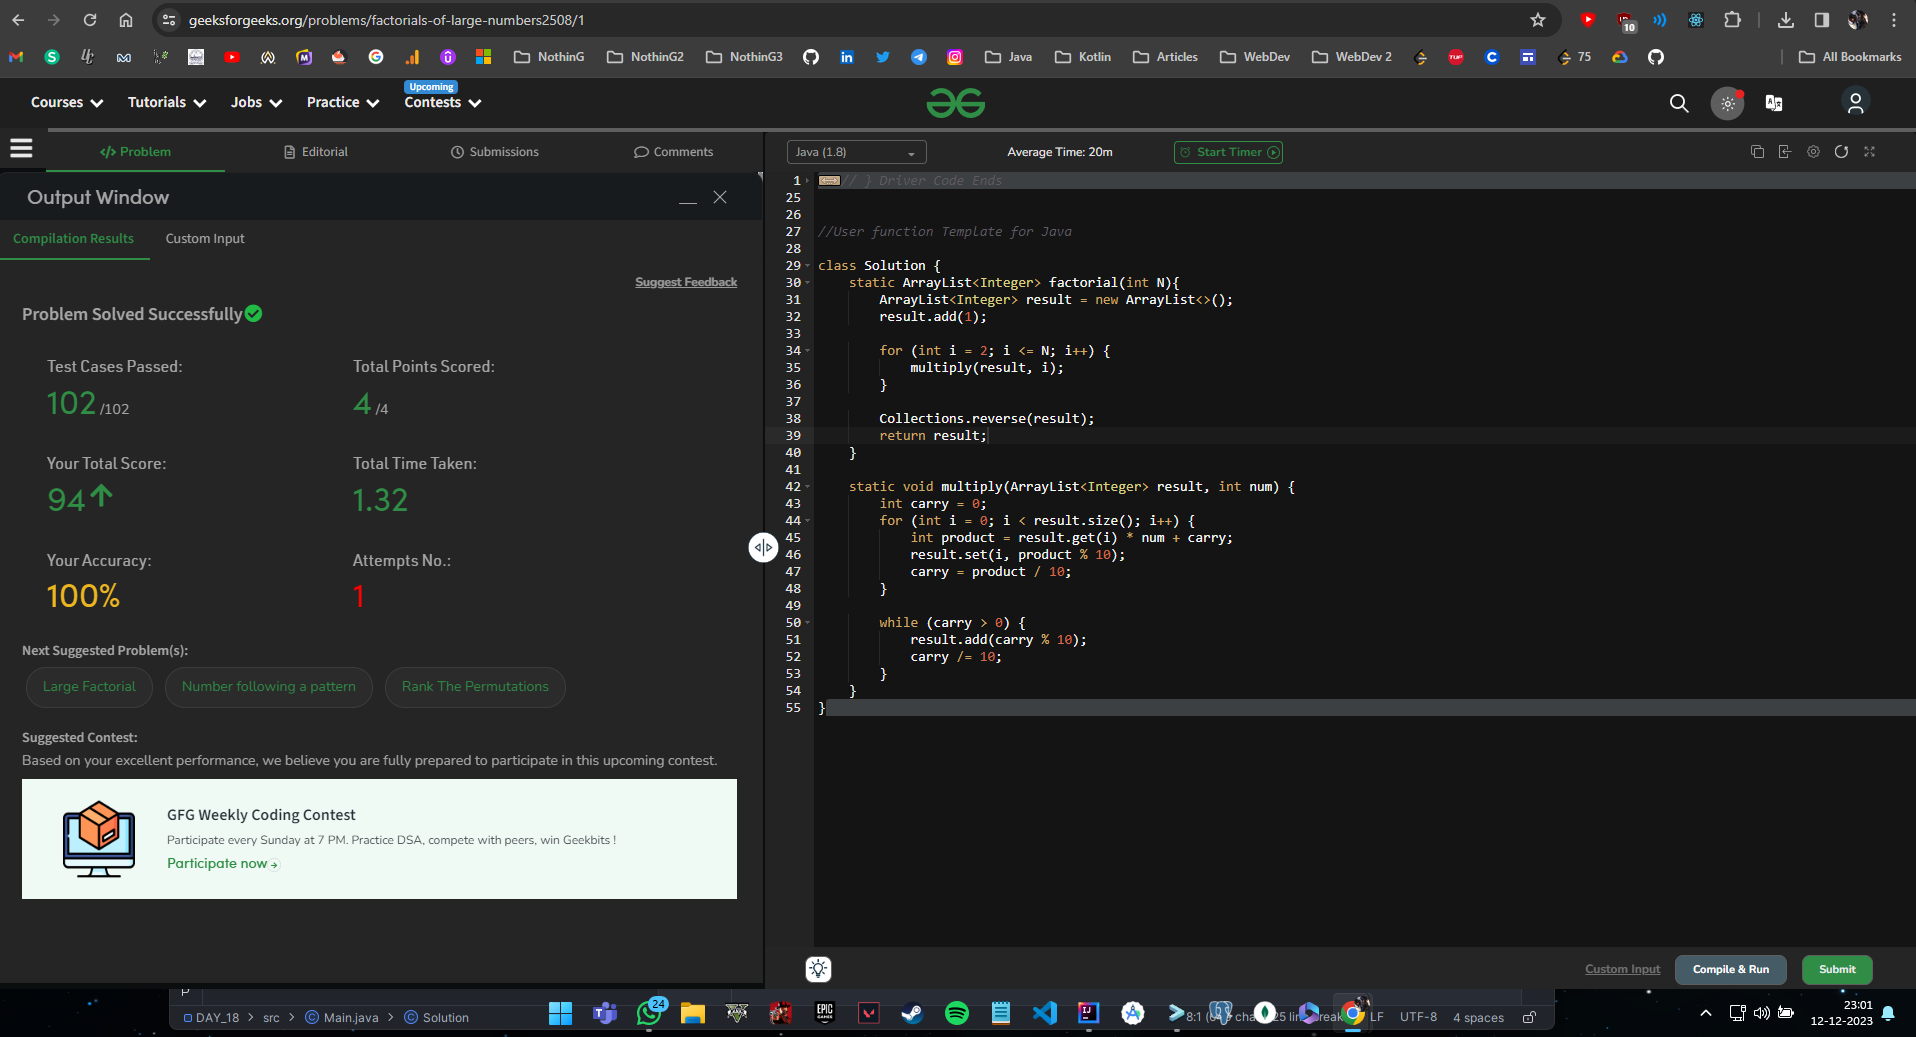 geeksforgeeks.org/problems/factorials-of-large-numbers2508/1
10
NothinG
NothinG2
NothinG3
Java
Kotlin
Articles
WebDev
WebDev 2
75
All Bookmarks
Courses
Tutorials
Jobs
Practice
Upcoming
Contests
</> Problem
Editorial
Submissions
Comments
Java (1.8)
Average Time: 20m
Start Timer
Output Window
Compilation Results
Custom Input
Suggest Feedback
Problem Solved Successfully
Test Cases Passed:
102 /102
Total Points Scored:
4 /4
Your Total Score:
94
Total Time Taken:
1.32
Your Accuracy:
100%
Attempts No.:
1
Next Suggested Problem(s):
Large Factorial
Number following a pattern
Rank The Permutations
Suggested Contest:
Based on your excellent performance, we believe you are fully prepared to participate in this upcoming contest.
GFG Weekly Coding Contest
Participate every Sunday at 7 PM. Practice DSA, compete with peers, win Geekbits !
Participate now
1 // } Driver Code Ends
25
26
27 //User function Template for Java
28
29 class Solution {
30 static ArrayList<Integer> factorial(int N){
31 ArrayList<Integer> result = new ArrayList<>();
32 result.add(1);
33
34 for (int i = 2; i <= N; i++) {
35 multiply(result, i);
36 }
37
38 Collections.reverse(result);
39 return result;
40 }
41
42 static void multiply(ArrayList<Integer> result, int num) {
43 int carry = 0;
44 for (int i = 0; i < result.size(); i++) {
45 int product = result.get(i) * num + carry;
46 result.set(i, product % 10);
47 carry = product / 10;
48 }
49
50 while (carry > 0) {
51 result.add(carry % 10);
52 carry /= 10;
53 }
54 }
55 }
Custom Input
Compile & Run
Submit
DAY_18 > src > Main.java > Solution
24
EPIC GAMES
8:1
LF
UTF-8
4 spaces
23:01
12-12-2023